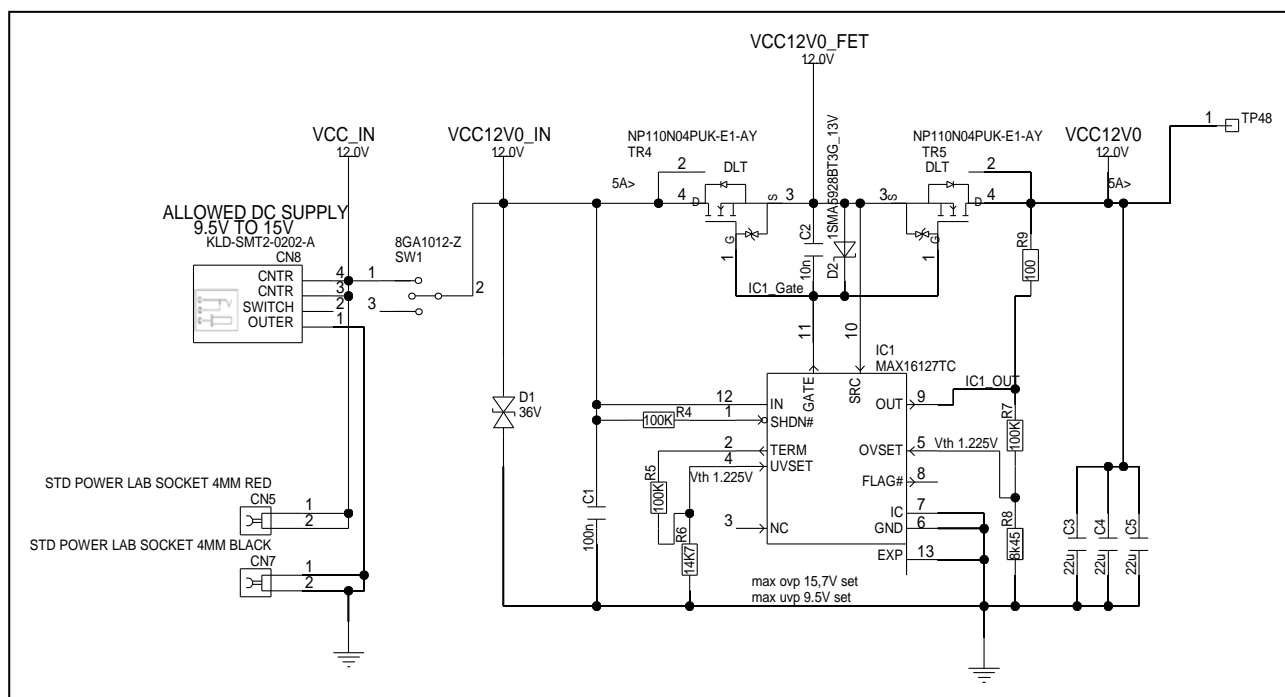 VCC12V0_FET
12.0V
VCC_IN
12.0V
VCC12V0_IN
12.0V
NP110N04PUK-E1-AY
TR4
2
DLT
5A>
4
D
S
3
G
1
1SMA5928BT3G_13V
D2
C2
10n
NP110N04PUK-E1-AY
TR5
DLT
2
3
S
D
4
G
1
VCC12V0
12.0V
5A>
1
TP48
ALLOWED DC SUPPLY
9.5V TO 15V
KLD-SMT2-0202-A
CN8
CNTR 4
CNTR 3
SWITCH 2
OUTER 1
8GA1012-Z
SW1
1
2
3
IC1_Gate
R9
100
11
10
IC1
MAX16127TC
GATE
SRC
IC1_OUT
D1
36V
12 IN
R4
100K
1 SHDN#
2 TERM
4 UVSET
Vth 1.225V
3 NC
OUT 9
OVSET 5
Vth 1.225V
FLAG# 8
IC 7
GND 6
EXP 13
R5
100K
R6
14K7
C1
100n
R7
100K
R8
8k45
C3
22u
C4
22u
C5
22u
STD POWER LAB SOCKET 4MM RED
CN5
1
2
STD POWER LAB SOCKET 4MM BLACK
CN7
1
2
max ovp 15,7V set
max uvp 9.5V set